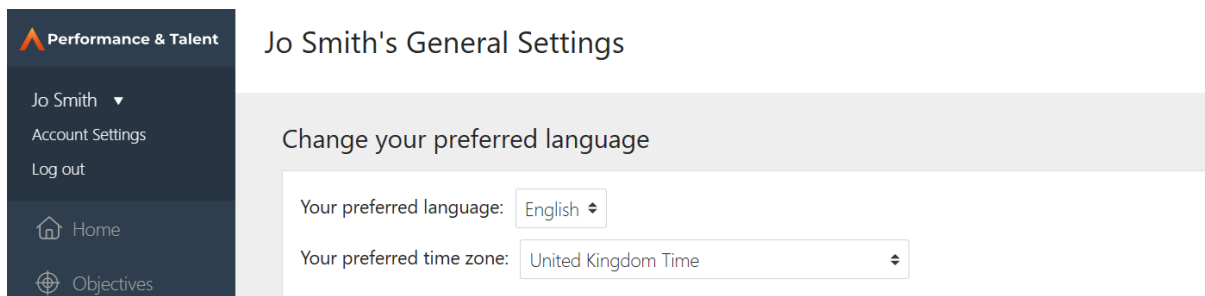 Performance & Talent
Jo Smith
Account Settings
Log out
Home
Objectives
Jo Smith's General Settings
Change your preferred language
Your preferred language: English
Your preferred time zone: United Kingdom Time